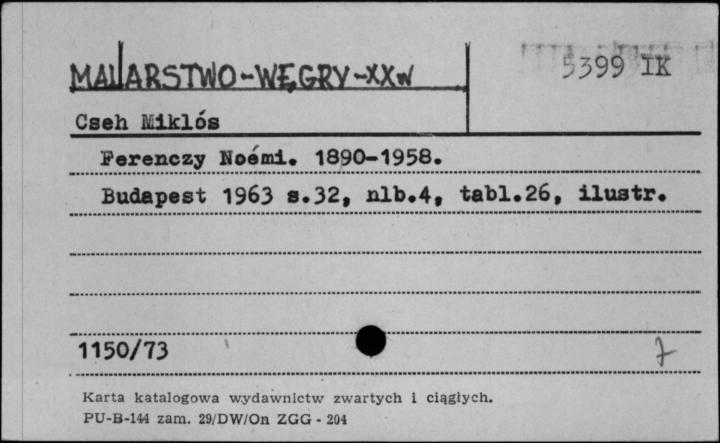 MALARSTWO-WĘGRY-XXw
5399 IK
Cseh Miklós
Ferenczy Noémi. 1890-1958.
Budapest 1963 s.32, nlb.4, tabl.26, ilustr.
1150/73
7
Karta katalogowa wydawnictw zwartych i ciągłych.
PU-B-144 zam. 29/DW/On ZGG - 204